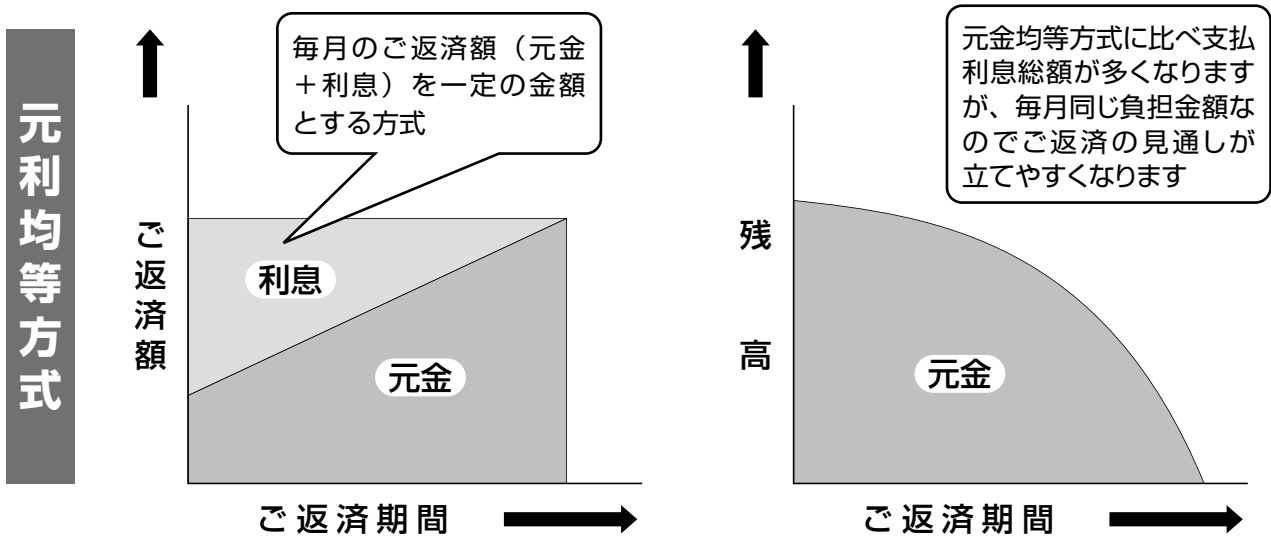 元利均等方式
毎月のご返済額（元金
＋利息）を一定の金額
とする方式
ご返済額
利息
元金
ご返済期間
元金均等方式に比べ支払
利息総額が多くなります
が、毎月同じ負担金額な
のでご返済の見通しが
立てやすくなります
残高
元金
ご返済期間